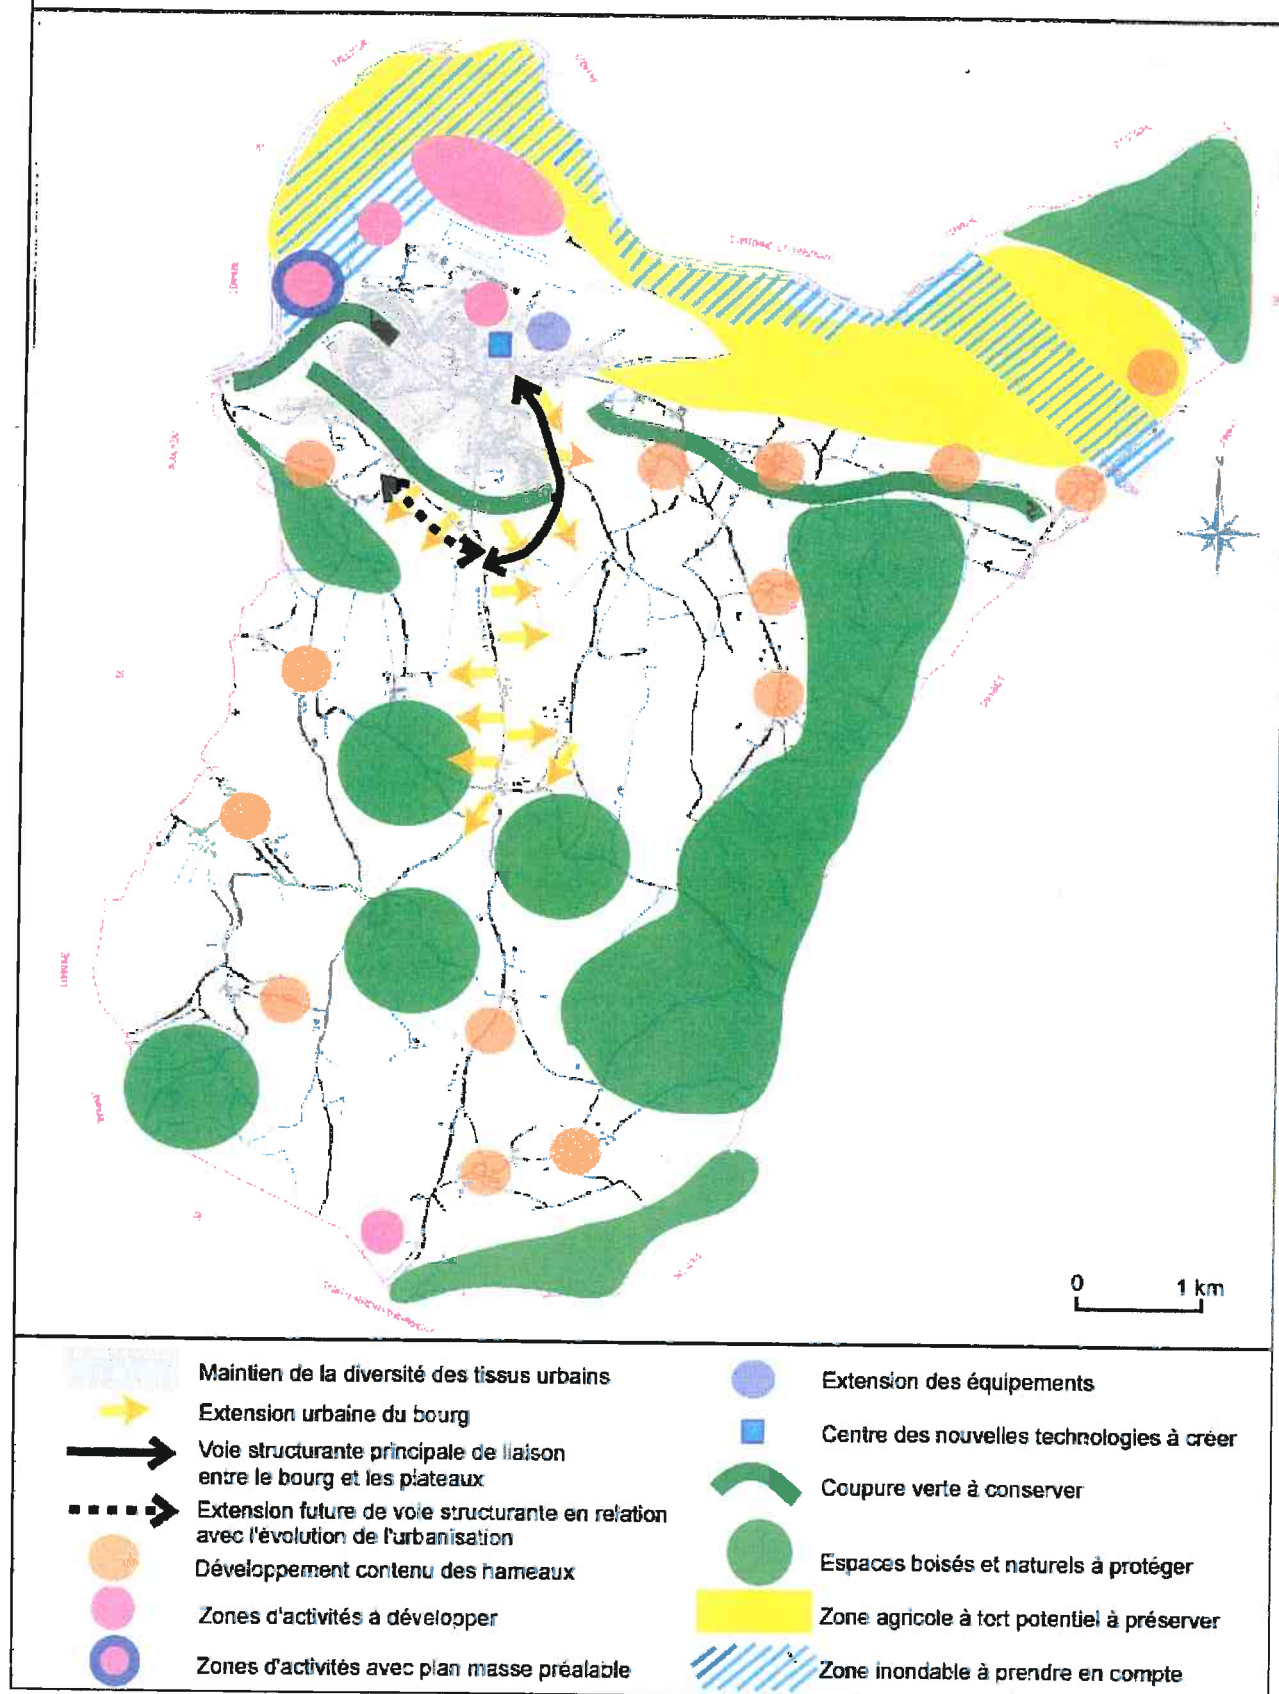 0 1 km
Maintien de la diversité des tissus urbains
Extension urbaine du bourg
Voie structurante principale de liaison
entre le bourg et les plateaux
Extension future de voie structurante en relation
avec l'évolution de l'urbanisation
Développement contenu des hameaux
Zones d'activités à développer
Zones d'activités avec plan masse préalable
Extension des équipements
Centre des nouvelles technologies à créer
Coupure verte à conserver
Espaces boisés et naturels à protéger
Zone agricole à fort potentiel à préserver
Zone inondable à prendre en compte